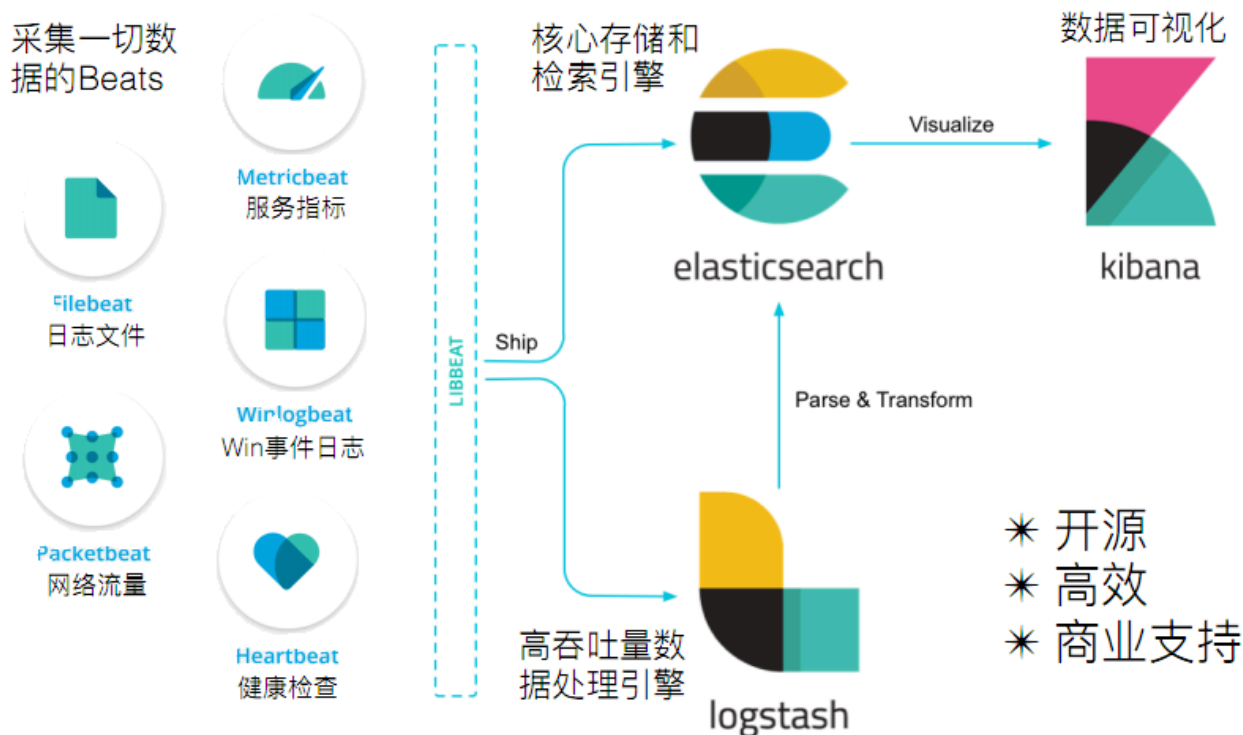 采集一切数
据的Beats
Metricbeat
服务指标
Filebeat
日志文件
Winlogbeat
Win事件日志
Packetbeat
网络流量
Heartbeat
健康检查
LIBBEAT
Ship
核心存储和
检索引擎
elasticsearch
Visualize
数据可视化
kibana
Parse & Transform
高吞吐量数
据处理引擎
logstash
✴ 开源
✴ 高效
✴ 商业支持